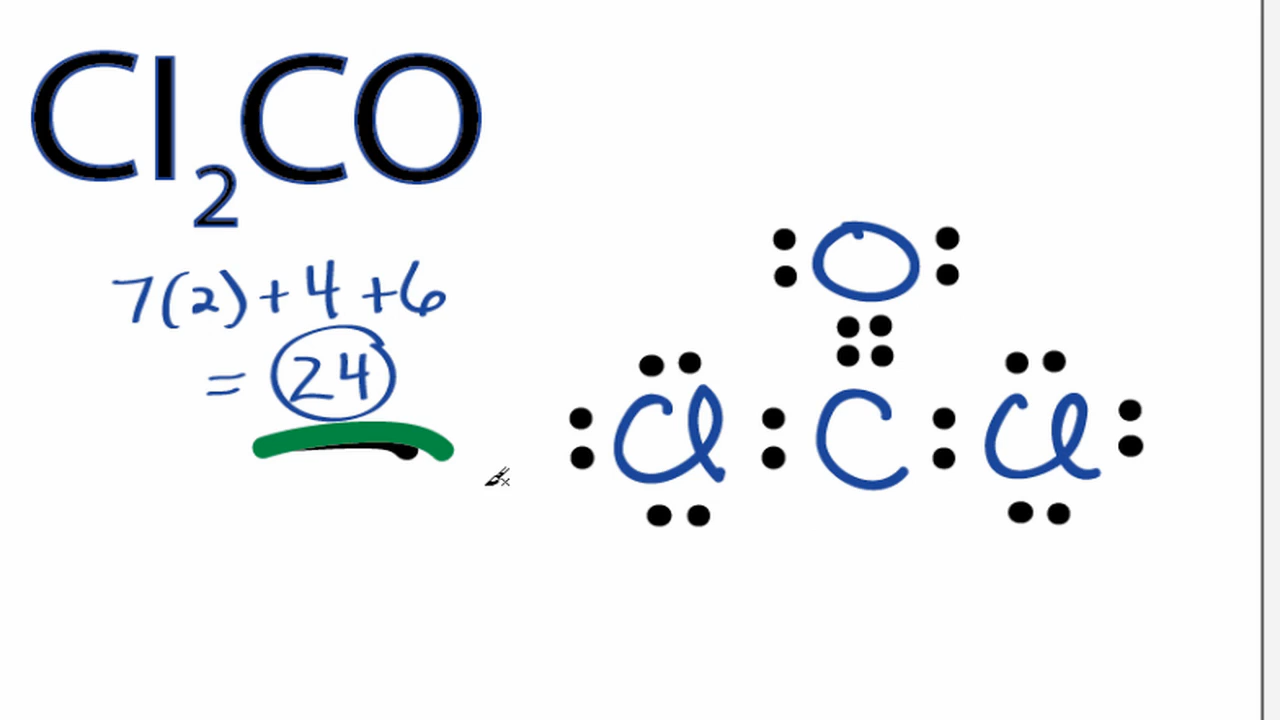 Cl₂CO
7(2)+4+6
= 24
O
Cl C Cl